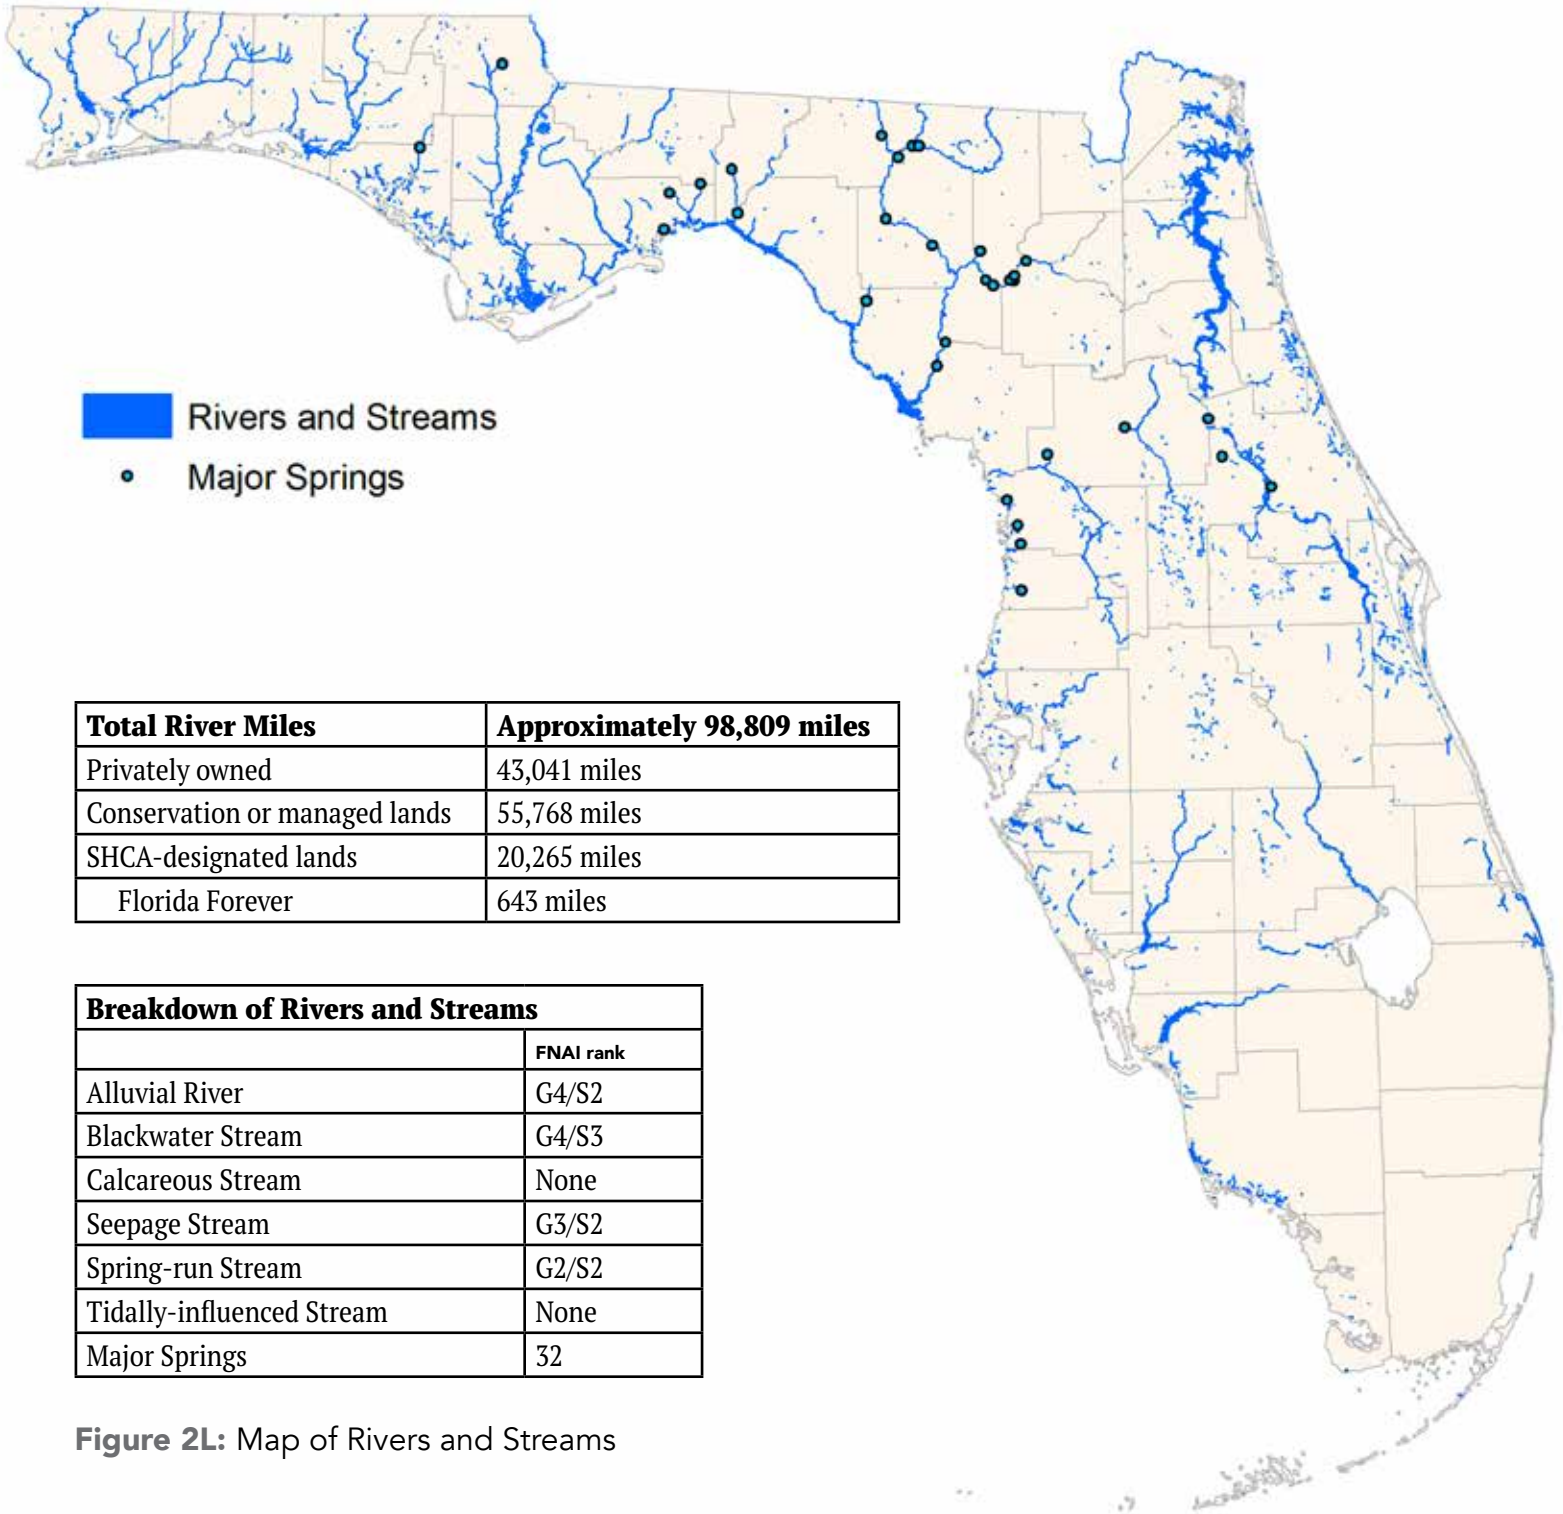 Rivers and Streams
Major Springs
Total River Miles Approximately 98,809 miles
Privately owned 43,041 miles
Conservation or managed lands 55,768 miles
SHCA-designated lands 20,265 miles
Florida Forever 643 miles
Breakdown of Rivers and Streams
FNAI rank
Alluvial River G4/S2
Blackwater Stream G4/S3
Calcareous Stream None
Seepage Stream G3/S2
Spring-run Stream G2/S2
Tidally-influenced Stream None
Major Springs 32
Figure 2L: Map of Rivers and Streams